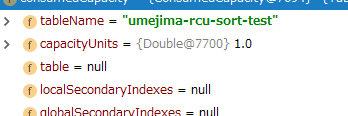 f tableName = "umejima-rcu-sort-test"
f capacityUnits = {Double@7700} 1.0
f table = null
f localSecondaryIndexes = null
f globalSecondaryIndexes = null